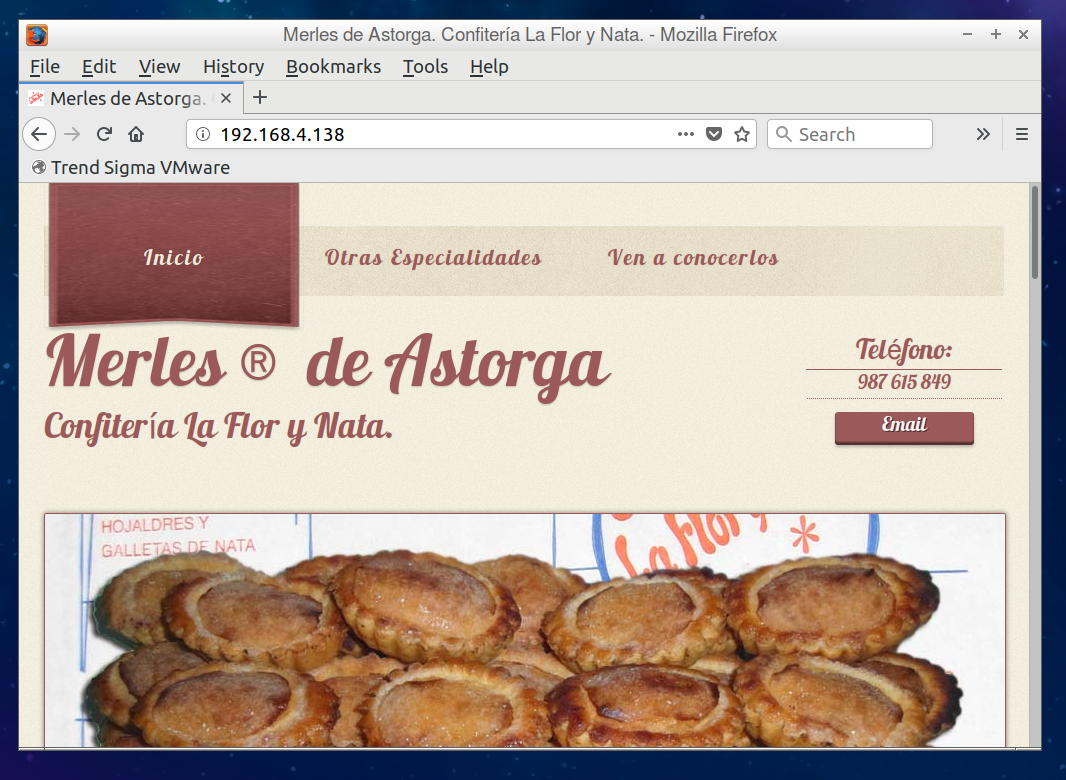 Merles de Astorga. Confitería La Flor y Nata. - Mozilla Firefox
File Edit View History Bookmarks Tools Help
Merles de Astorga.
192.168.4.138
Search
Trend Sigma VMware
Inicio Otras Especialidades Ven a conocerlos
Merles ® de Astorga
Confitería La Flor y Nata.
Teléfono:
987 615 849
Email
HOJALDRES Y
GALLETAS DE NATA
La Flor y